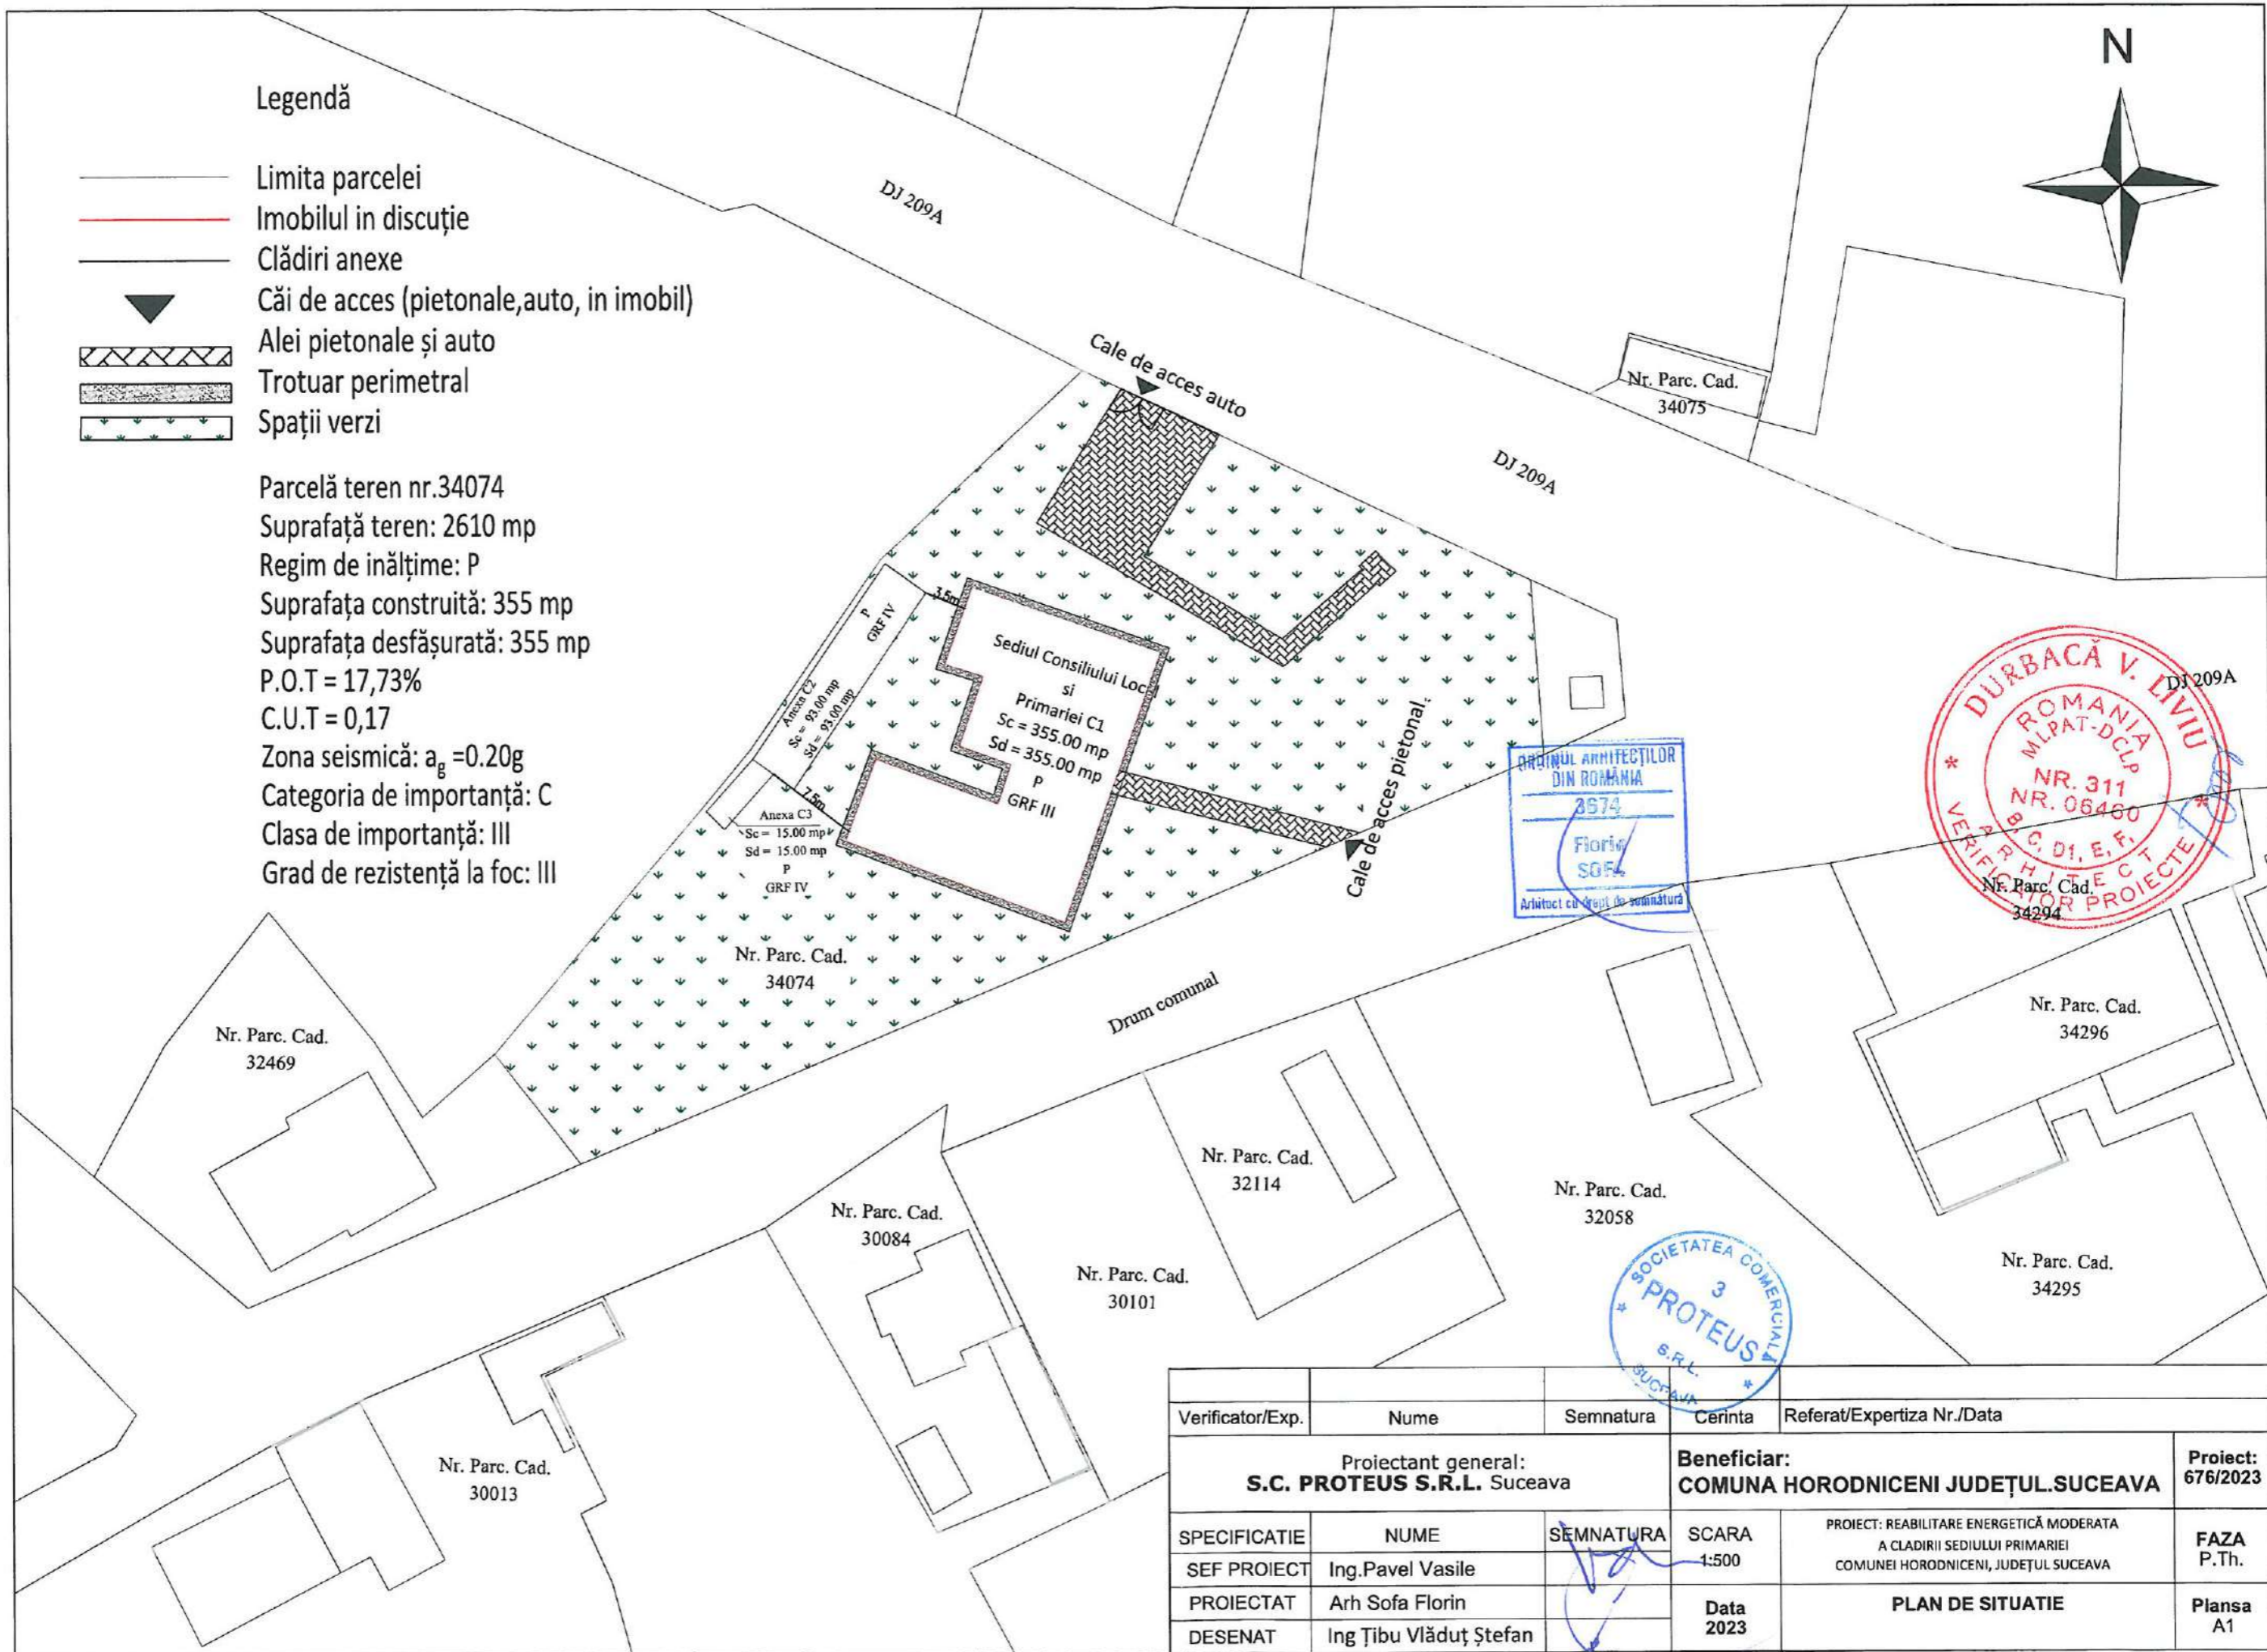 N
Legendă
Limita parcelei
Imobilul in discuție
Clădiri anexe
Căi de acces (pietonale,auto, in imobil)
Alei pietonale și auto
Trotuar perimetral
Spații verzi
Parcelă teren nr.34074
Suprafață teren: 2610 mp
Regim de inălțime: P
Suprafața construită: 355 mp
Suprafața desfășurată: 355 mp
P.O.T = 17,73%
C.U.T = 0,17
Zona seismică: ag =0.20g
Categoria de importanță: C
Clasa de importanță: III
Grad de rezistență la foc: III
DJ 209A
Cale de acces auto
Nr. Parc. Cad.
34075
DJ 209A
3.5m
P
GRF IV
Anexa C2
Sc = 93.00 mp
Sd = 93.00 mp
Sediul Consiliului Loc
si
Primariei C1
Sc = 355.00 mp
Sd = 355.00 mp
P
GRF III
7.5m
Anexa C3
Sc = 15.00 mp
Sd = 15.00 mp
P
GRF IV
Cale de acces pietonal
Nr. Parc. Cad.
34074
Drum comunal
ORDINUL ARHITECȚILOR
DIN ROMÂNIA
3674
Florin
SOFA
Arhitect cu drept de semnătură
DJ 209A
DURBACĂ V. LIVIU
ROMANIA
MLPAT-DCLP
NR. 311
NR. 06460
B, C, D1, E, F,
ARHITECT
VERIFICATOR PROIECTE
Nr. Parc. Cad.
34294
Nr. Parc. Cad.
34296
Nr. Parc. Cad.
32469
Nr. Parc. Cad.
32114
Nr. Parc. Cad.
32058
Nr. Parc. Cad.
30084
Nr. Parc. Cad.
30101
Nr. Parc. Cad.
34295
Nr. Parc. Cad.
30013
SOCIETATEA COMERCIALĂ
3
PROTEUS
S.R.L.
SUCEAVA
Verificator/Exp. Nume Semnatura Cerinta Referat/Expertiza Nr./Data
Proiectant general:
S.C. PROTEUS S.R.L. Suceava
Beneficiar:
COMUNA HORODNICENI JUDEȚUL.SUCEAVA
Proiect:
676/2023
SPECIFICATIE NUME SEMNATURA
SEF PROIECT Ing.Pavel Vasile
PROIECTAT Arh Sofa Florin
DESENAT Ing Țibu Vlăduț Ștefan
SCARA
1:500
Data
2023
PROIECT: REABILITARE ENERGETICĂ MODERATA
A CLADIRII SEDIULUI PRIMARIEI
COMUNEI HORODNICENI, JUDEȚUL SUCEAVA
PLAN DE SITUATIE
FAZA
P.Th.
Plansa
A1